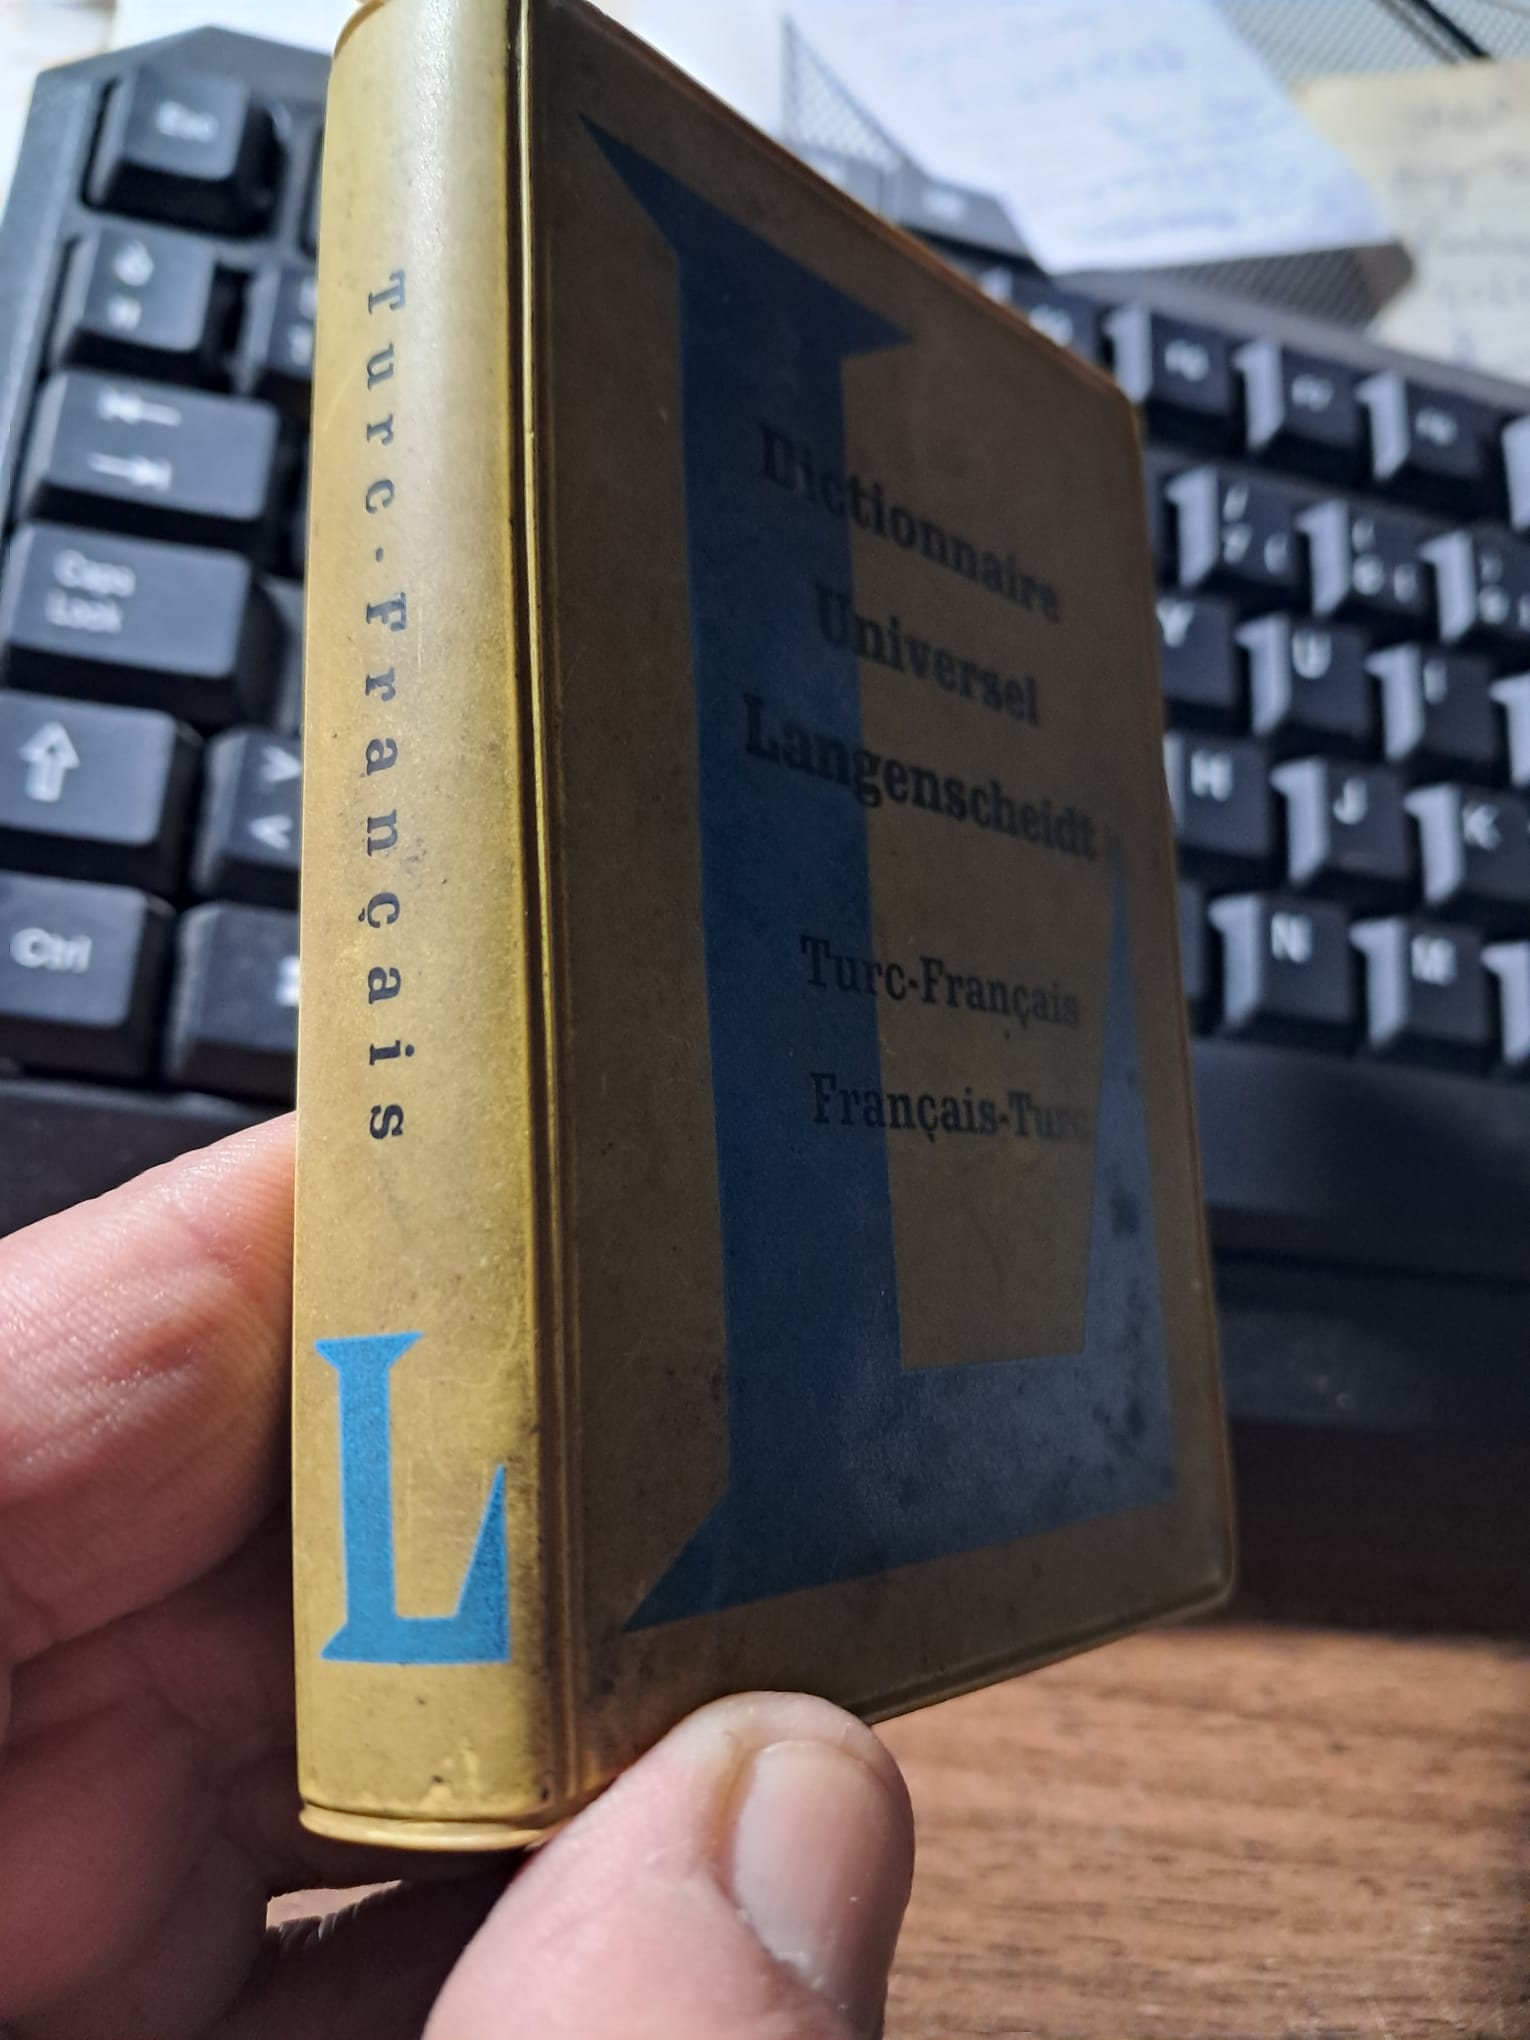 Turc-Français
L
Dictionnaire
Universel
Langenscheidt
Turc-Français
Français-Turc
L
Esc
Caps
Lock
Ctrl
Y
U
I
H
J
K
N
M